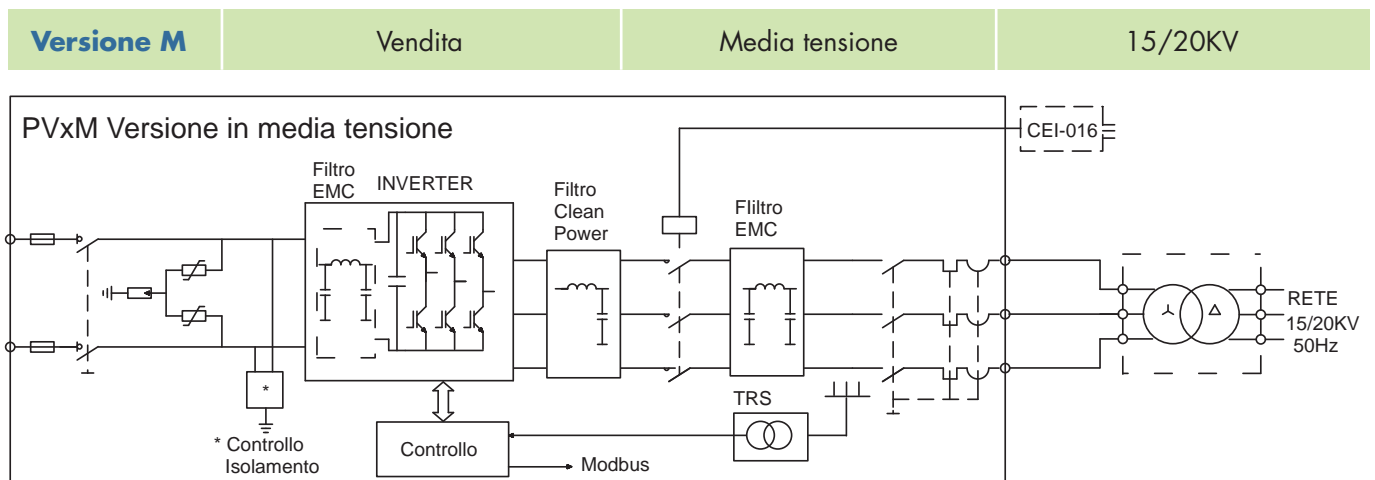 Versione M Vendita Media tensione 15/20KV
PVxM Versione in media tensione
CEI-016
Filtro
EMC
INVERTER
Filtro
Clean
Power
Fliltro
EMC
RETE
15/20KV
50Hz
*
* Controllo
Isolamento
Controllo
TRS
Modbus